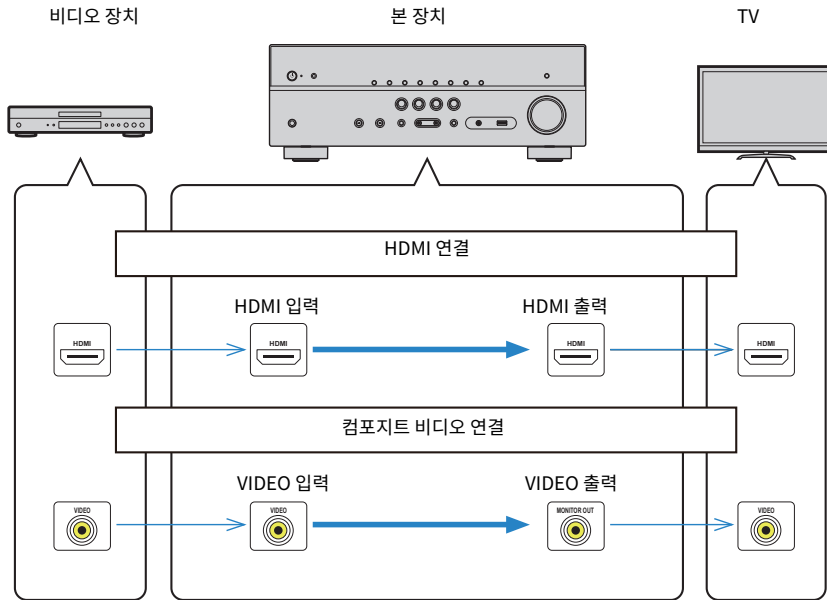 비디오 장치
본 장치
TV
HDMI 연결
HDMI 입력
HDMI 출력
HDMI
HDMI
HDMI
HDMI
컴포지트 비디오 연결
VIDEO 입력
VIDEO 출력
VIDEO
VIDEO
MONITOR OUT
VIDEO